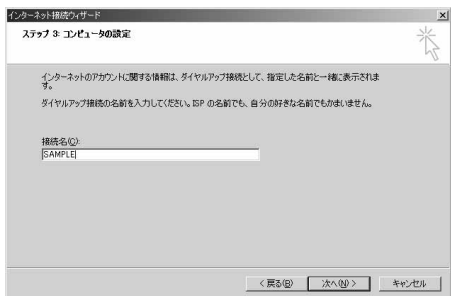 インターネット接続ウィザード
ステップ 3: コンピュータの設定
インターネットのアカウントに関する情報は、ダイヤルアップ接続として、指定した名前と一緒に表示されま
す。
ダイヤルアップ接続の名前を入力してください。ISP の名前でも、自分の好きな名前でもかまいません。
接続名(C):
SAMPLE
< 戻る(B)
次へ(N) >
キャンセル